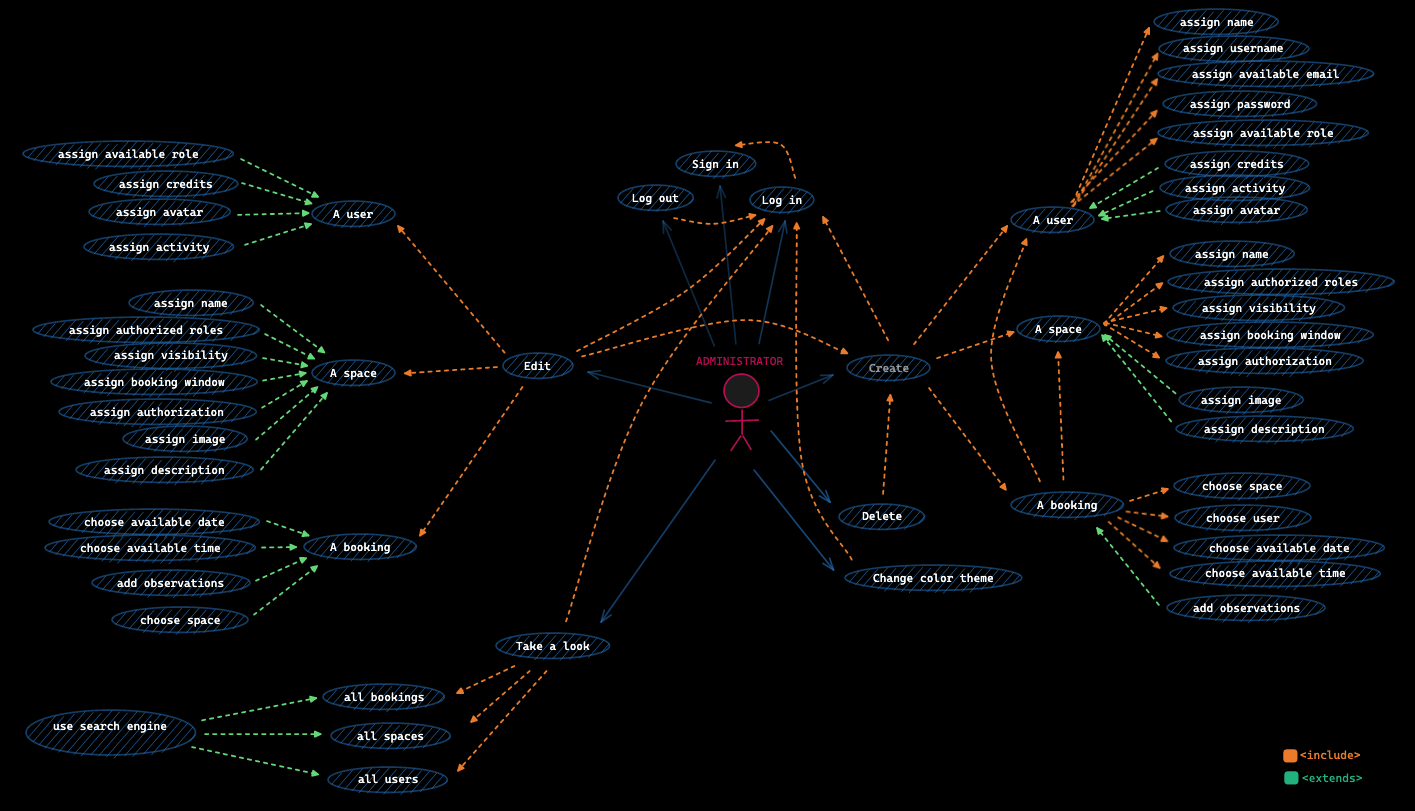 assign name
assign username
assign available email
assign password
assign available role
assign credits
assign activity
assign avatar
A user
assign available role
assign credits
assign avatar
assign activity
A user
Sign in
Log out
Log in
assign name
assign authorized roles
assign visibility
assign booking window
assign authorization
assign image
assign description
A space
assign name
assign authorized roles
assign visibility
assign booking window
assign authorization
assign image
assign description
A space
Edit
ADMINISTRATOR
Create
choose available date
choose available time
add observations
choose space
A booking
choose space
choose user
choose available date
choose available time
add observations
A booking
Delete
Change color theme
Take a look
all bookings
all spaces
all users
use search engine
<include>
<extends>